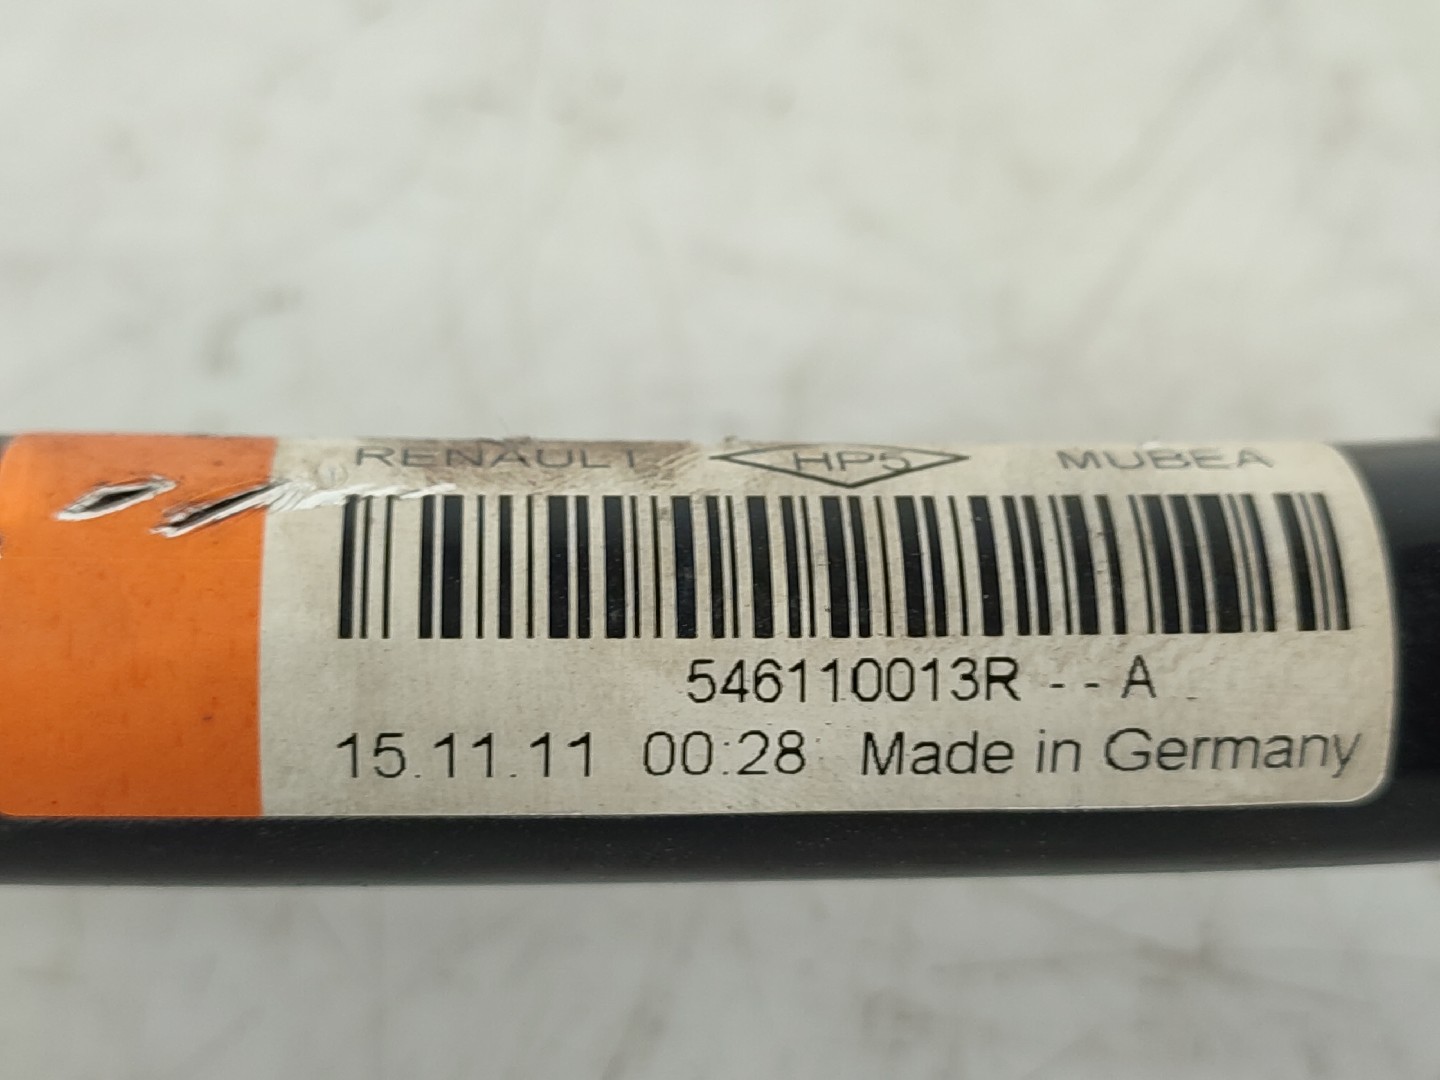 RENAULT HP5 MUBEA
546110013R - - A
15.11.11 00:28 Made in Germany